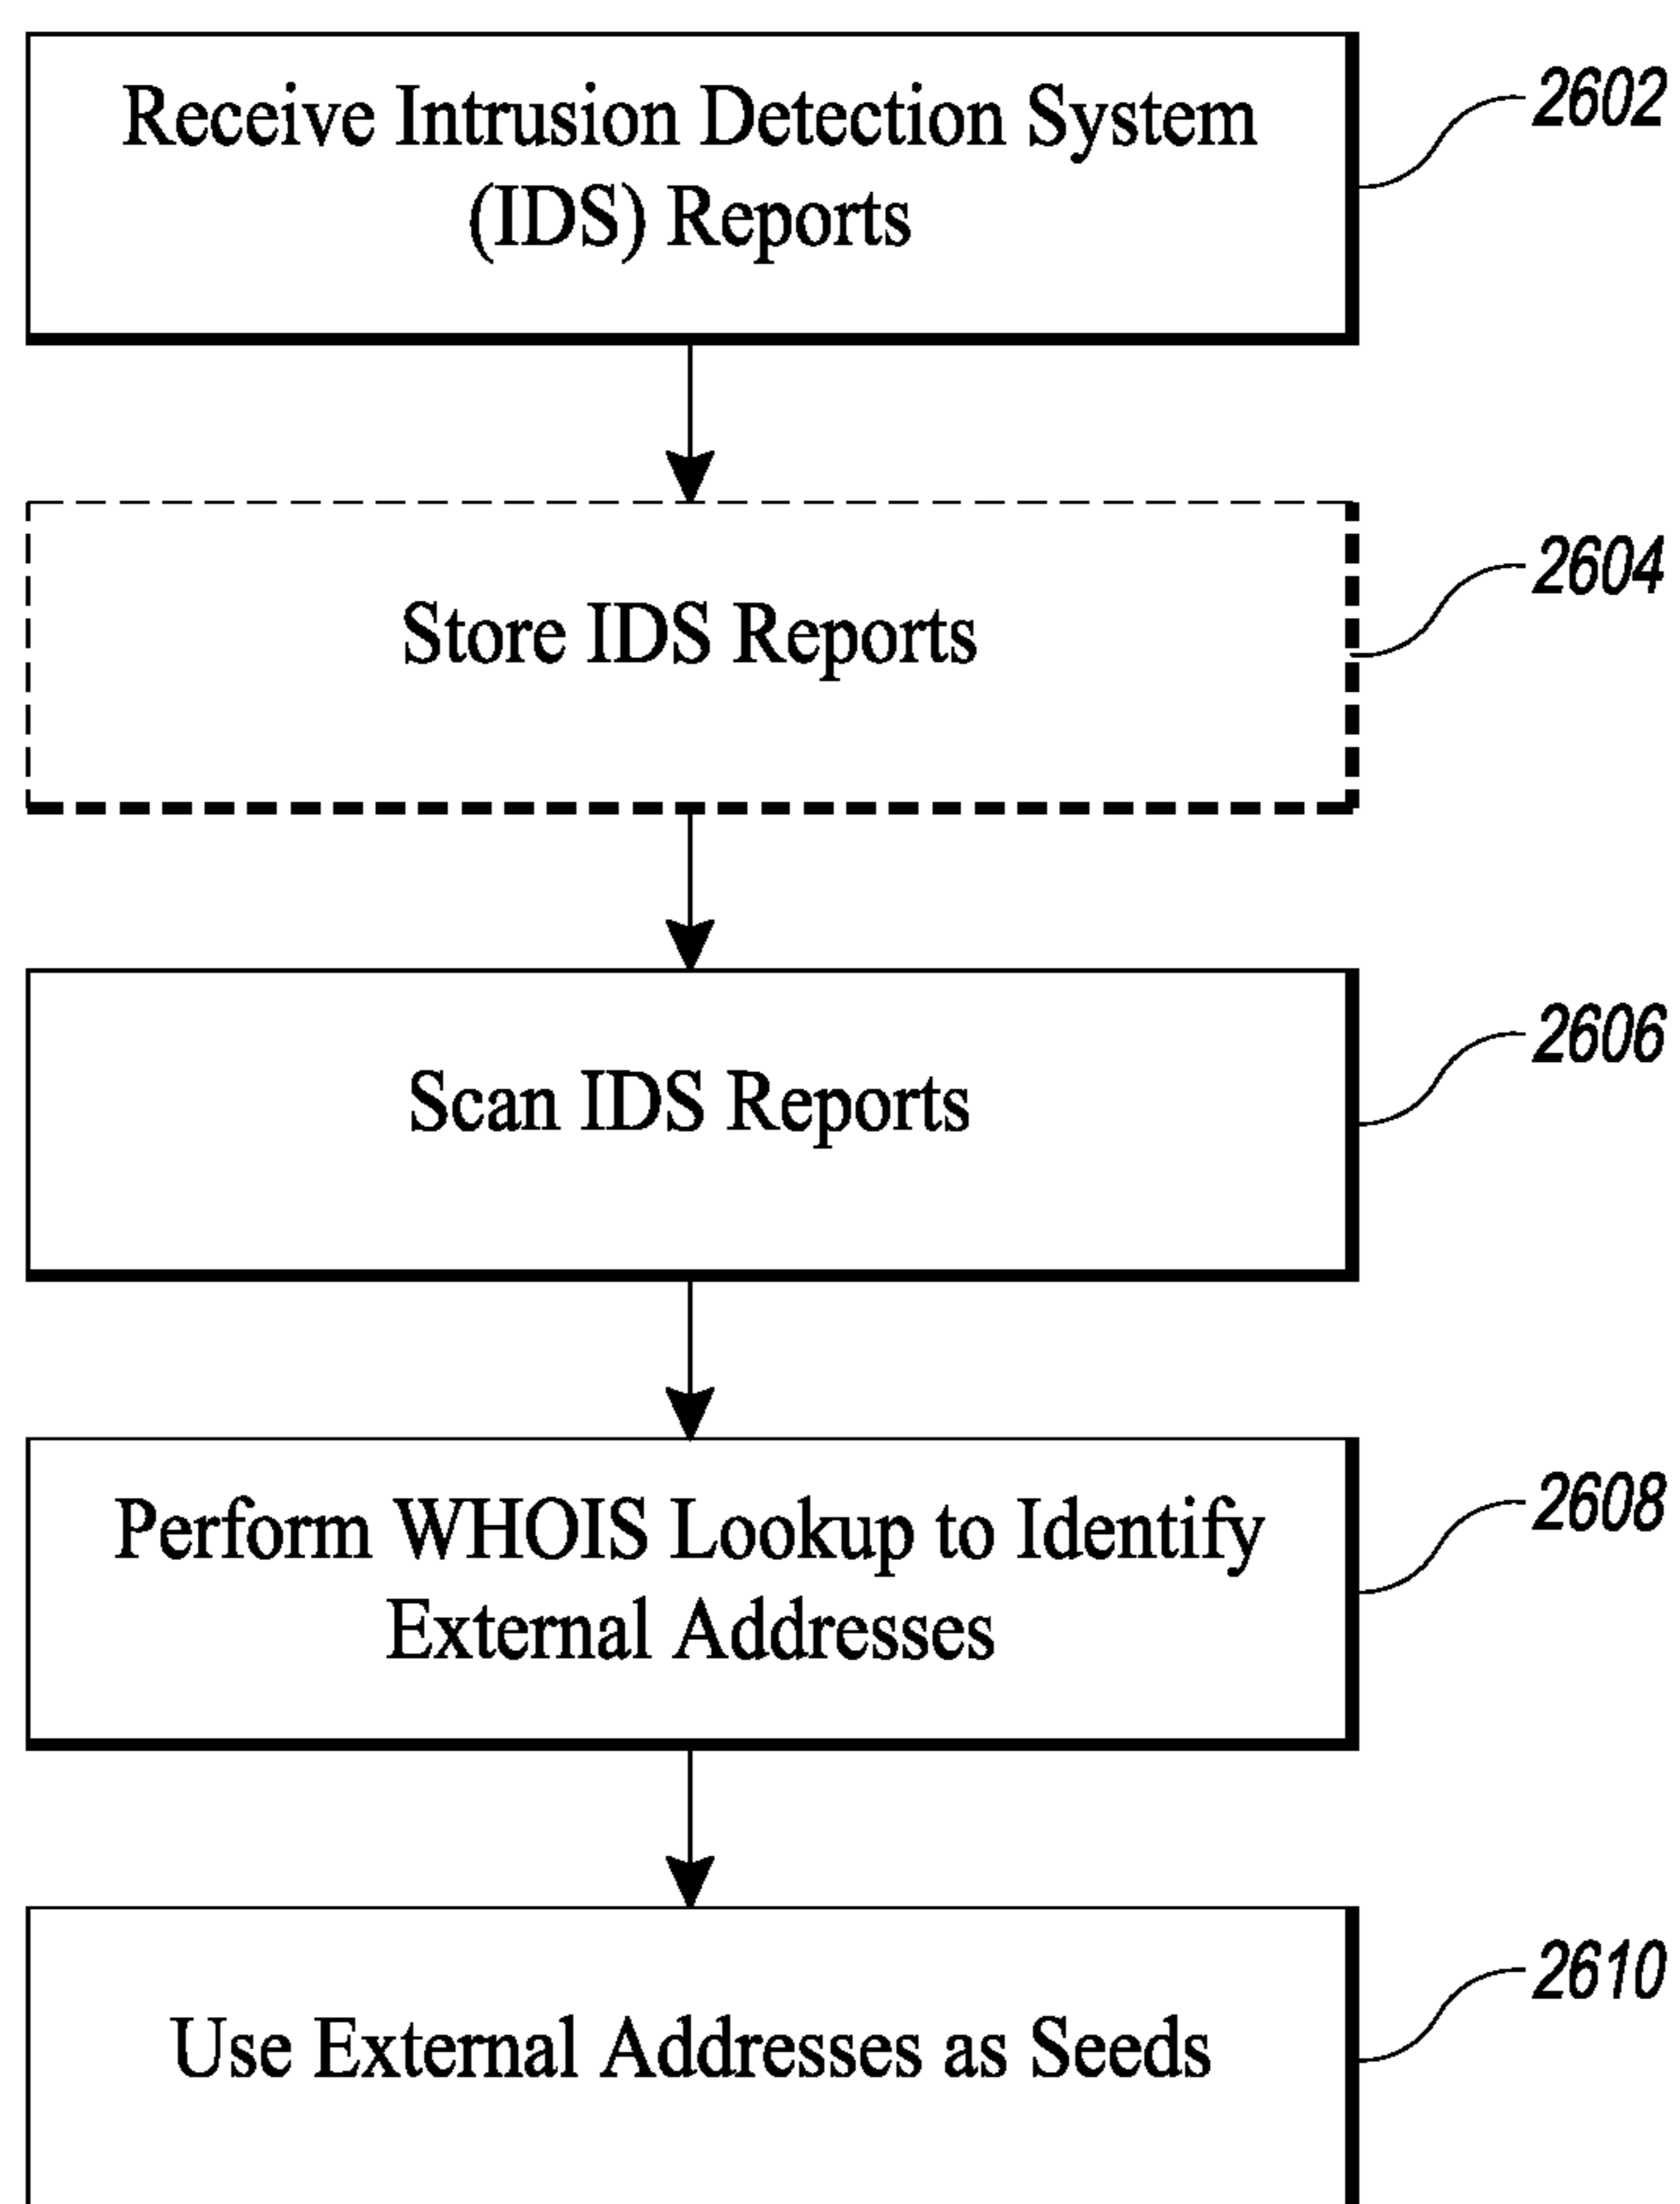 Receive Intrusion Detection System
(IDS) Reports
2602
Store IDS Reports
2604
Scan IDS Reports
2606
Perform WHOIS Lookup to Identify
External Addresses
2608
Use External Addresses as Seeds
2610